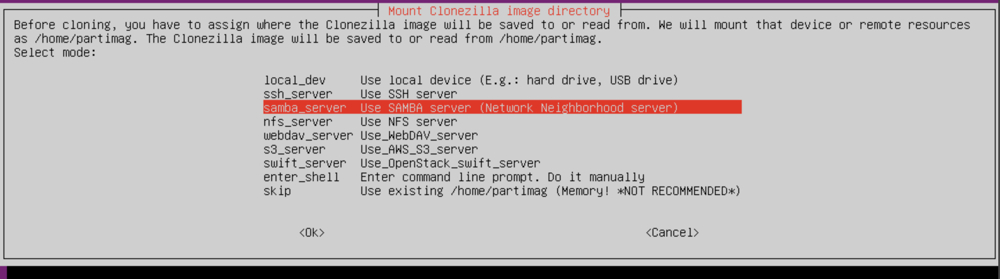 Mount Clonezilla image directory
Before cloning, you have to assign where the Clonezilla image will be saved to or read from. We will mount that device or remote resources
as /home/partimag. The Clonezilla image will be saved to or read from /home/partimag.
Select mode:
local_dev Use local device (E.g.: hard drive, USB drive)
ssh_server Use SSH server
samba_server Use SAMBA server (Network Neighborhood server)
nfs_server Use NFS server
webdav_server Use_WebDAV_server
s3_server Use_AWS_S3_server
swift_server Use_OpenStack_swift_server
enter_shell Enter command line prompt. Do it manually
skip Use existing /home/partimag (Memory! *NOT RECOMMENDED*)
<Ok> <Cancel>